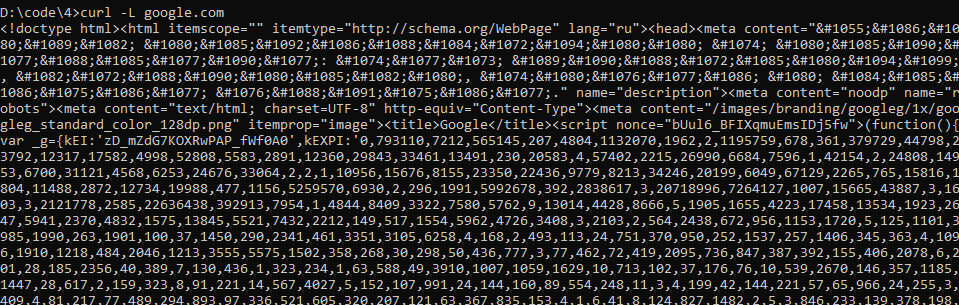 D:\code\4>curl -L google.com
<!doctype html><html itemscope="" itemtype="http://schema.org/WebPage" lang="ru"><head><meta content="&#1055;&#1086;&#10
80;&#1089;&#1082; &#1080;&#1085;&#1092;&#1086;&#1088;&#1084;&#1072;&#1094;&#1080;&#1080; &#1074; &#1080;&#1085;&#1090;&#
1077;&#1088;&#1085;&#1077;&#1090;&#1077;: &#1074;&#1077;&#1073; &#1089;&#1090;&#1088;&#1072;&#1085;&#1080;&#1094;&#1099;
, &#1082;&#1072;&#1088;&#1090;&#1080;&#1085;&#1082;&#1080;, &#1074;&#1080;&#1076;&#1077;&#1086; &#1080; &#1084;&#1085;&#
1086;&#1075;&#1086;&#1077; &#1076;&#1088;&#1091;&#1075;&#1086;&#1077;." name="description"><meta content="noodp" name="r
obots"><meta content="text/html; charset=UTF-8" http-equiv="Content-Type"><meta content="/images/branding/googleg/1x/goo
gleg_standard_color_128dp.png" itemprop="image"><title>Google</title><script nonce="bUul6_BFIXqmuEmsIDj5fw">(function(){
var _g={kEI:'zD_mZdG7KOXRwPAP_fWf0A0',kEXPI:'0,793110,7212,565145,207,4804,1132070,1962,2,1195759,678,361,379729,44798,2
3792,12317,17582,4998,52808,5583,2891,12360,29843,33461,13491,230,20583,4,57402,2215,26990,6684,7596,1,42154,2,24808,149
53,6700,31121,4568,6253,24676,33064,2,2,1,10956,15676,8155,23350,22436,9779,8213,34246,20199,6049,67129,2265,765,15816,1
804,11488,2872,12734,19988,477,1156,5259570,6930,2,296,1991,5992678,392,2838617,3,20718996,7264127,1007,15665,43887,3,16
03,3,2121778,2585,22636438,392913,7954,1,4844,8409,3322,7580,5762,9,13014,4428,8666,5,1905,1655,4223,17458,13534,1923,26
47,5941,2370,4832,1575,13845,5521,7432,2212,149,517,1554,5962,4726,3408,3,2103,2,564,2438,672,956,1153,1720,5,125,1101,3
985,1990,263,1901,100,37,1450,290,2341,461,3351,3105,6258,4,168,2,493,113,24,751,370,950,252,1537,257,1406,345,363,4,109
6,1910,1218,484,2046,1213,3555,5575,1502,358,268,30,298,50,436,777,3,77,462,72,419,2095,736,847,387,392,155,406,2078,6,2
01,28,185,2356,40,389,7,130,436,1,323,234,1,63,588,49,3910,1007,1059,1629,10,713,102,37,176,76,10,539,2670,146,357,1185,
1447,28,617,2,159,323,8,91,221,14,567,4027,5,152,107,991,24,144,160,89,554,248,11,3,4,199,42,144,221,57,65,966,24,255,3,
409,4,81,217,77,489,294,893,97,336,521,605,320,207,121,63,367,835,153,4,1,6,41,8,124,827,1482,2,5,3,846,233,139,378,198,